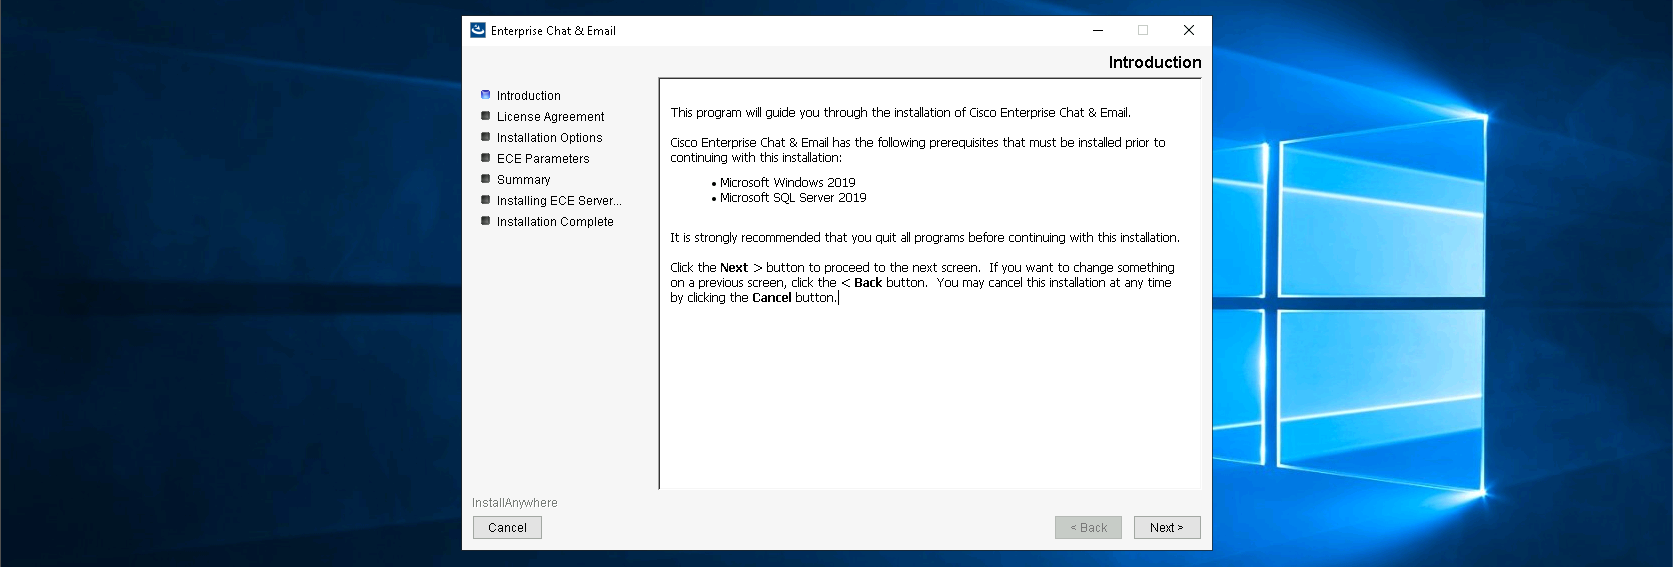 Enterprise Chat & Email
Introduction
Introduction
License Agreement
Installation Options
ECE Parameters
Summary
Installing ECE Server...
Installation Complete
This program will guide you through the installation of Cisco Enterprise Chat & Email.
Cisco Enterprise Chat & Email has the following prerequisites that must be installed prior to
continuing with this installation:
• Microsoft Windows 2019
• Microsoft SQL Server 2019
It is strongly recommended that you quit all programs before continuing with this installation.
Click the Next > button to proceed to the next screen.  If you want to change something
on a previous screen, click the < Back button.  You may cancel this installation at any time
by clicking the Cancel button.
InstallAnywhere
Cancel
< Back
Next >